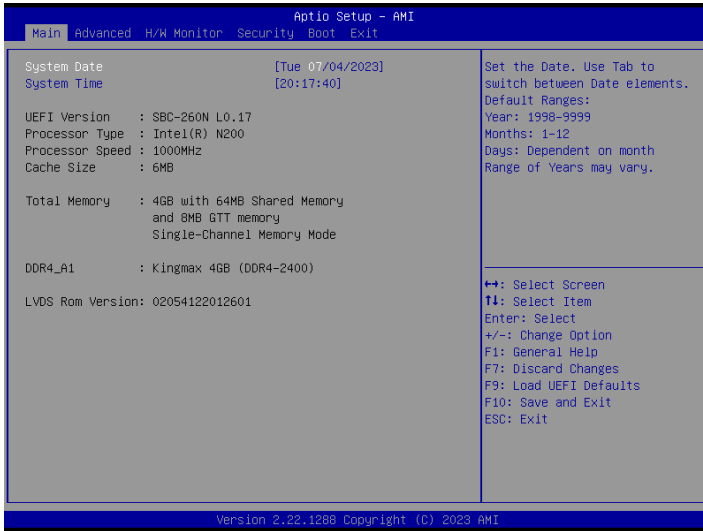 Aptio Setup - AMI
Main Advanced H/W Monitor Security Boot Exit
System Date [Tue 07/04/2023]
System Time [20:17:40]
UEFI Version : SBC-260N L0.17
Processor Type : Intel(R) N200
Processor Speed : 1000MHz
Cache Size : 6MB
Total Memory : 4GB with 64MB Shared Memory
and 8MB GTT memory
Single-Channel Memory Mode
DDR4_A1 : Kingmax 4GB (DDR4-2400)
LVDS Rom Version: 02054122012601
Set the Date. Use Tab to
switch between Date elements.
Default Ranges:
Year: 1998-9999
Months: 1-12
Days: Dependent on month
Range of Years may vary.
↔: Select Screen
↑↓: Select Item
Enter: Select
+/-: Change Option
F1: General Help
F7: Discard Changes
F9: Load UEFI Defaults
F10: Save and Exit
ESC: Exit
Version 2.22.1288 Copyright (C) 2023 AMI